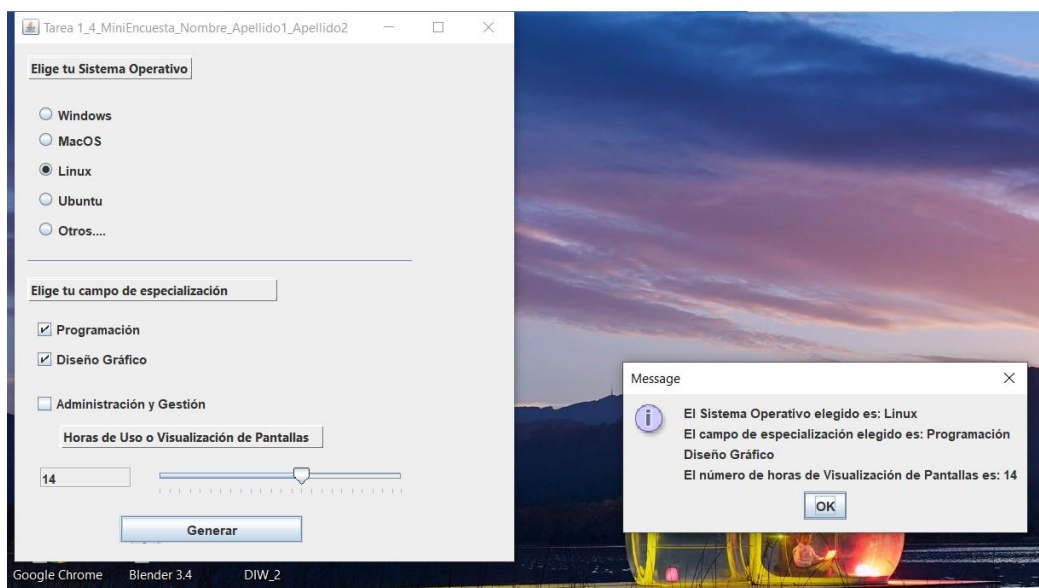 Tarea 1_4_MiniEncuesta_Nombre_Apellido1_Apellido2
Elige tu Sistema Operativo
Windows
MacOS
Linux
Ubuntu
Otros....
Elige tu campo de especialización
Programación
Diseño Gráfico
Administración y Gestión
Horas de Uso o Visualización de Pantallas
14
Generar
Message
El Sistema Operativo elegido es: Linux
El campo de especialización elegido es: Programación
Diseño Gráfico
El número de horas de Visualización de Pantallas es: 14
OK
Google Chrome
Blender 3.4
DIW_2